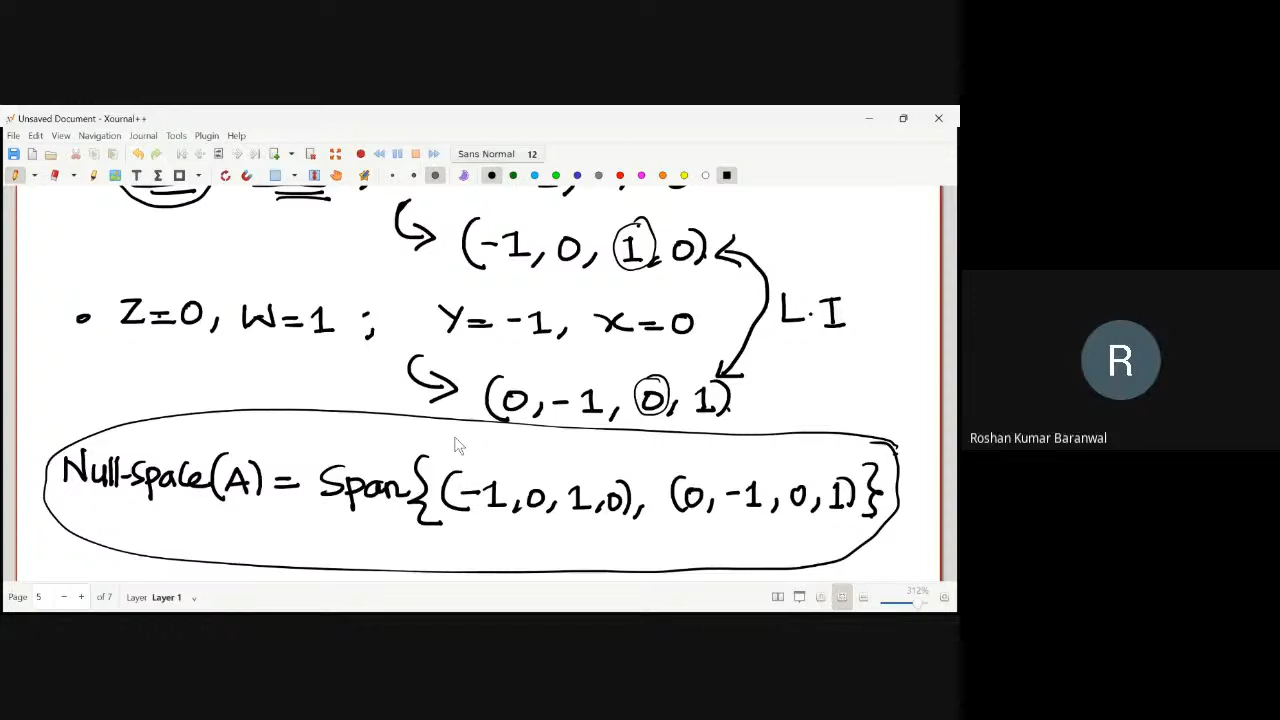 Unsaved Document - Xournal++
File Edit View Navigation Journal Tools Plugin Help
Sans Normal 12
(-1, 0, 1, 0)
• Z=0, W=1 ; Y= -1, x=0
L.I
(0, -1, 0, 1)
Null-space(A) = Span{(-1,0,1,0), (0,-1,0,1)}
Page 5 of 7 Layer Layer 1 312%
R
Roshan Kumar Baranwal